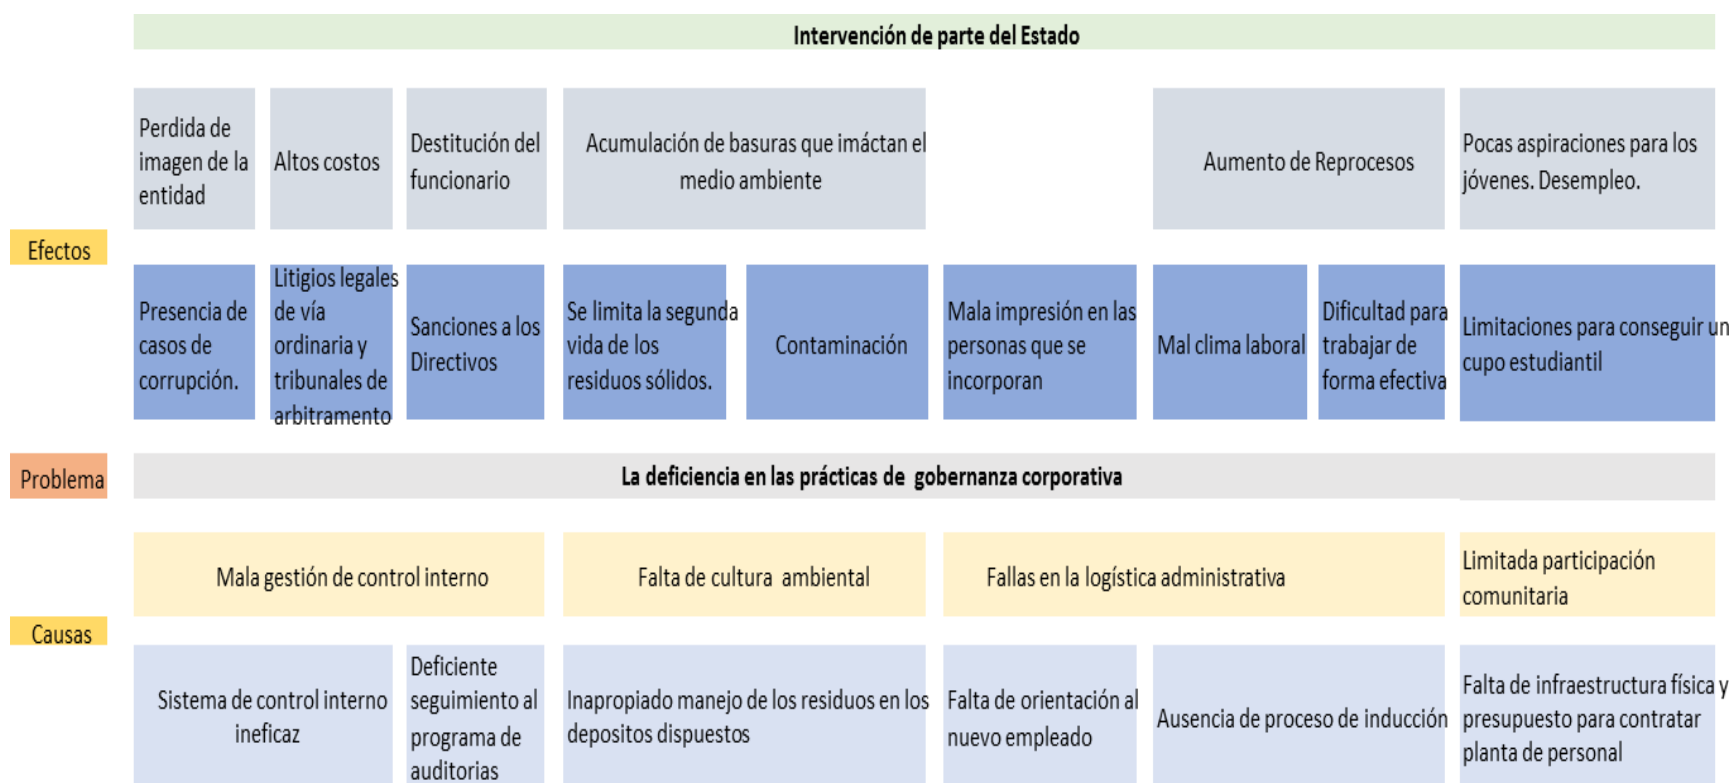 Intervención de parte del Estado
Perdida de
imagen de la
entidad
Altos costos
Destitución del
funcionario
Acumulación de basuras que imáctan el
medio ambiente
Aumento de Reprocesos
Pocas aspiraciones para los
jóvenes. Desempleo.
Efectos
Presencia de
casos de
corrupción.
Litigios legales
de vía
ordinaria y
tribunales de
arbitramento
Sanciones a los
Directivos
Se limita la segunda
vida de los
residuos sólidos.
Contaminación
Mala impresión en las
personas que se
incorporan
Mal clima laboral
Dificultad para
trabajar de
forma efectiva
Limitaciones para conseguir un
cupo estudiantil
Problema
La deficiencia en las prácticas de gobernanza corporativa
Mala gestión de control interno
Falta de cultura ambiental
Fallas en la logística administrativa
Limitada participación
comunitaria
Causas
Sistema de control interno
ineficaz
Deficiente
seguimiento al
programa de
auditorias
Inapropiado manejo de los residuos en los
depositos dispuestos
Falta de orientación al
nuevo empleado
Ausencia de proceso de inducción
Falta de infraestructura física y
presupuesto para contratar
planta de personal